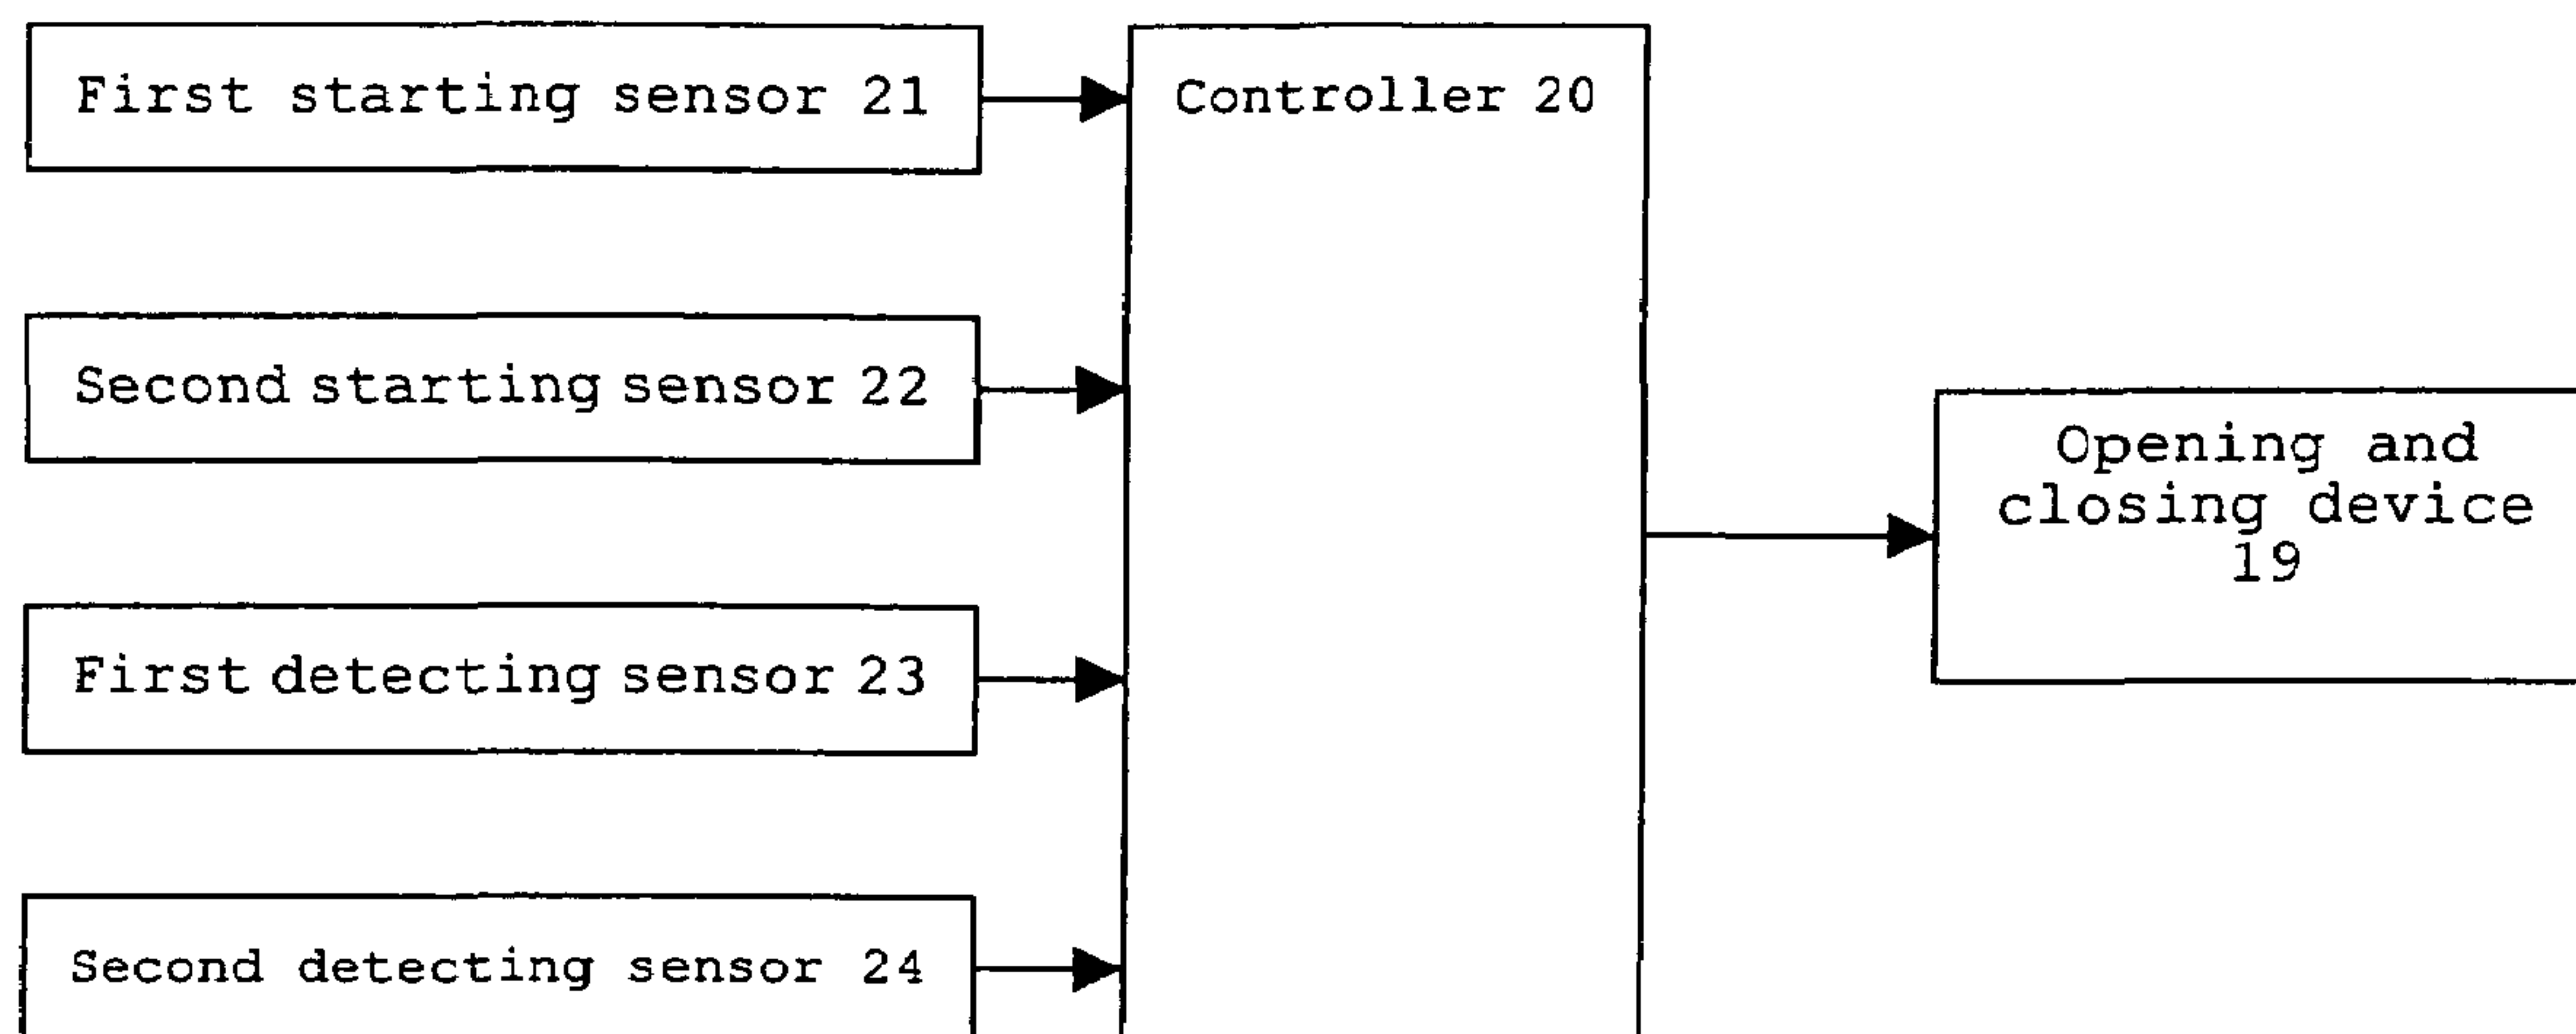 First starting sensor 21
Controller 20
Second starting sensor 22
Opening and
closing device
19
First detecting sensor 23
Second detecting sensor 24